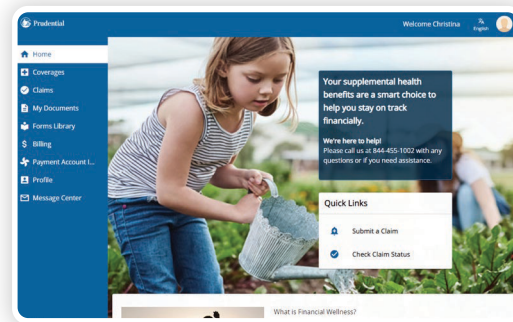 Prudential
Welcome Christina
English
Home
Coverages
Claims
My Documents
Forms Library
Billing
Payment Account I...
Profile
Message Center
Your supplemental health
benefits are a smart choice to
help you stay on track
financially.
We're here to help!
Please call us at 844-455-1002 with any
questions or if you need assistance.
Quick Links
Submit a Claim
Check Claim Status
What is Financial Wellness?